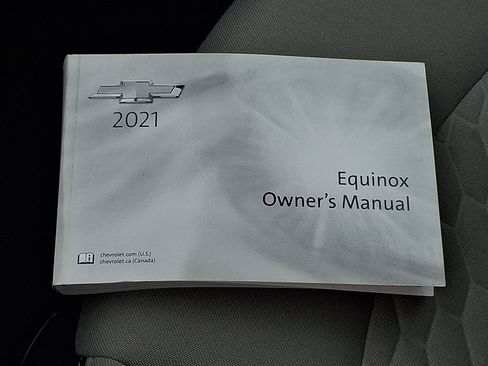 2021
Equinox
Owner's Manual
chevrolet.com (U.S.)
chevrolet.ca (Canada)